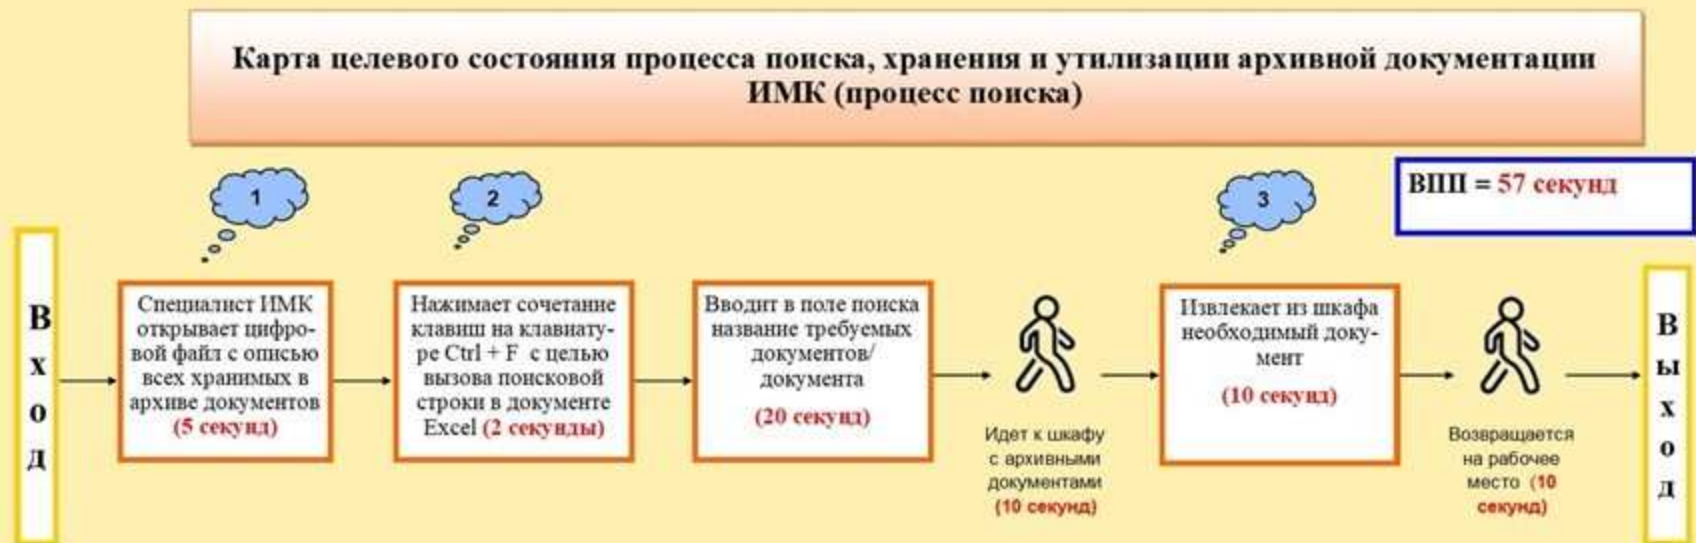 Карта целевого состояния процесса поиска, хранения и утилизации архивной документации
ИМК (процесс поиска)
1
2
3
ВПП = 57 секунд
Вход
Специалист ИМК
открывает цифро-
вой файл с описью
всех хранимых в
архиве документов
(5 секунд)
Нажимает сочетание
клавиш на клавиату-
ре Ctrl + F с целью
вызова поисковой
строки в документе
Excel (2 секунды)
Вводит в поле поиска
название требуемых
документов/
документа
(20 секунд)
Идет к шкафу
с архивными
документами
(10 секунд)
Извлекает из шкафа
необходимый доку-
мент
(10 секунд)
Возвращается
на рабочее
место (10
секунд)
Выход